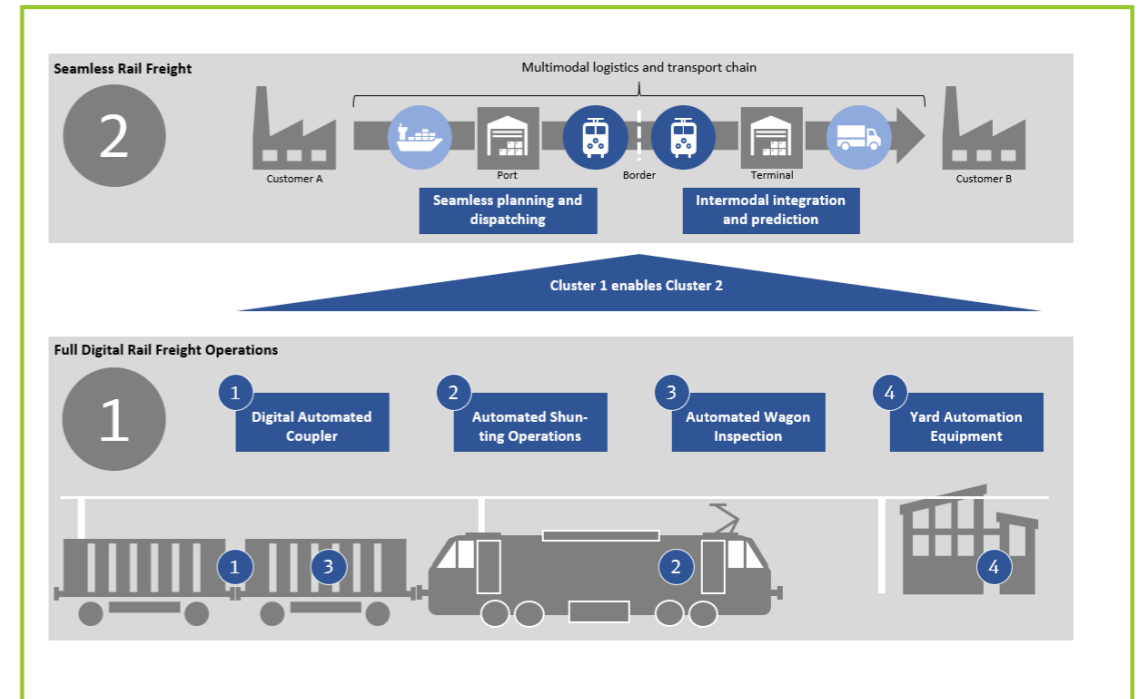 Seamless Rail Freight
Multimodal logistics and transport chain
2
Customer A
Port
Border
Terminal
Customer B
Seamless planning and
dispatching
Intermodal integration
and prediction
Cluster 1 enables Cluster 2
Full Digital Rail Freight Operations
1
1
Digital Automated
Coupler
2
Automated Shun-
ting Operations
3
Automated Wagon
Inspection
4
Yard Automation
Equipment
1
3
2
4